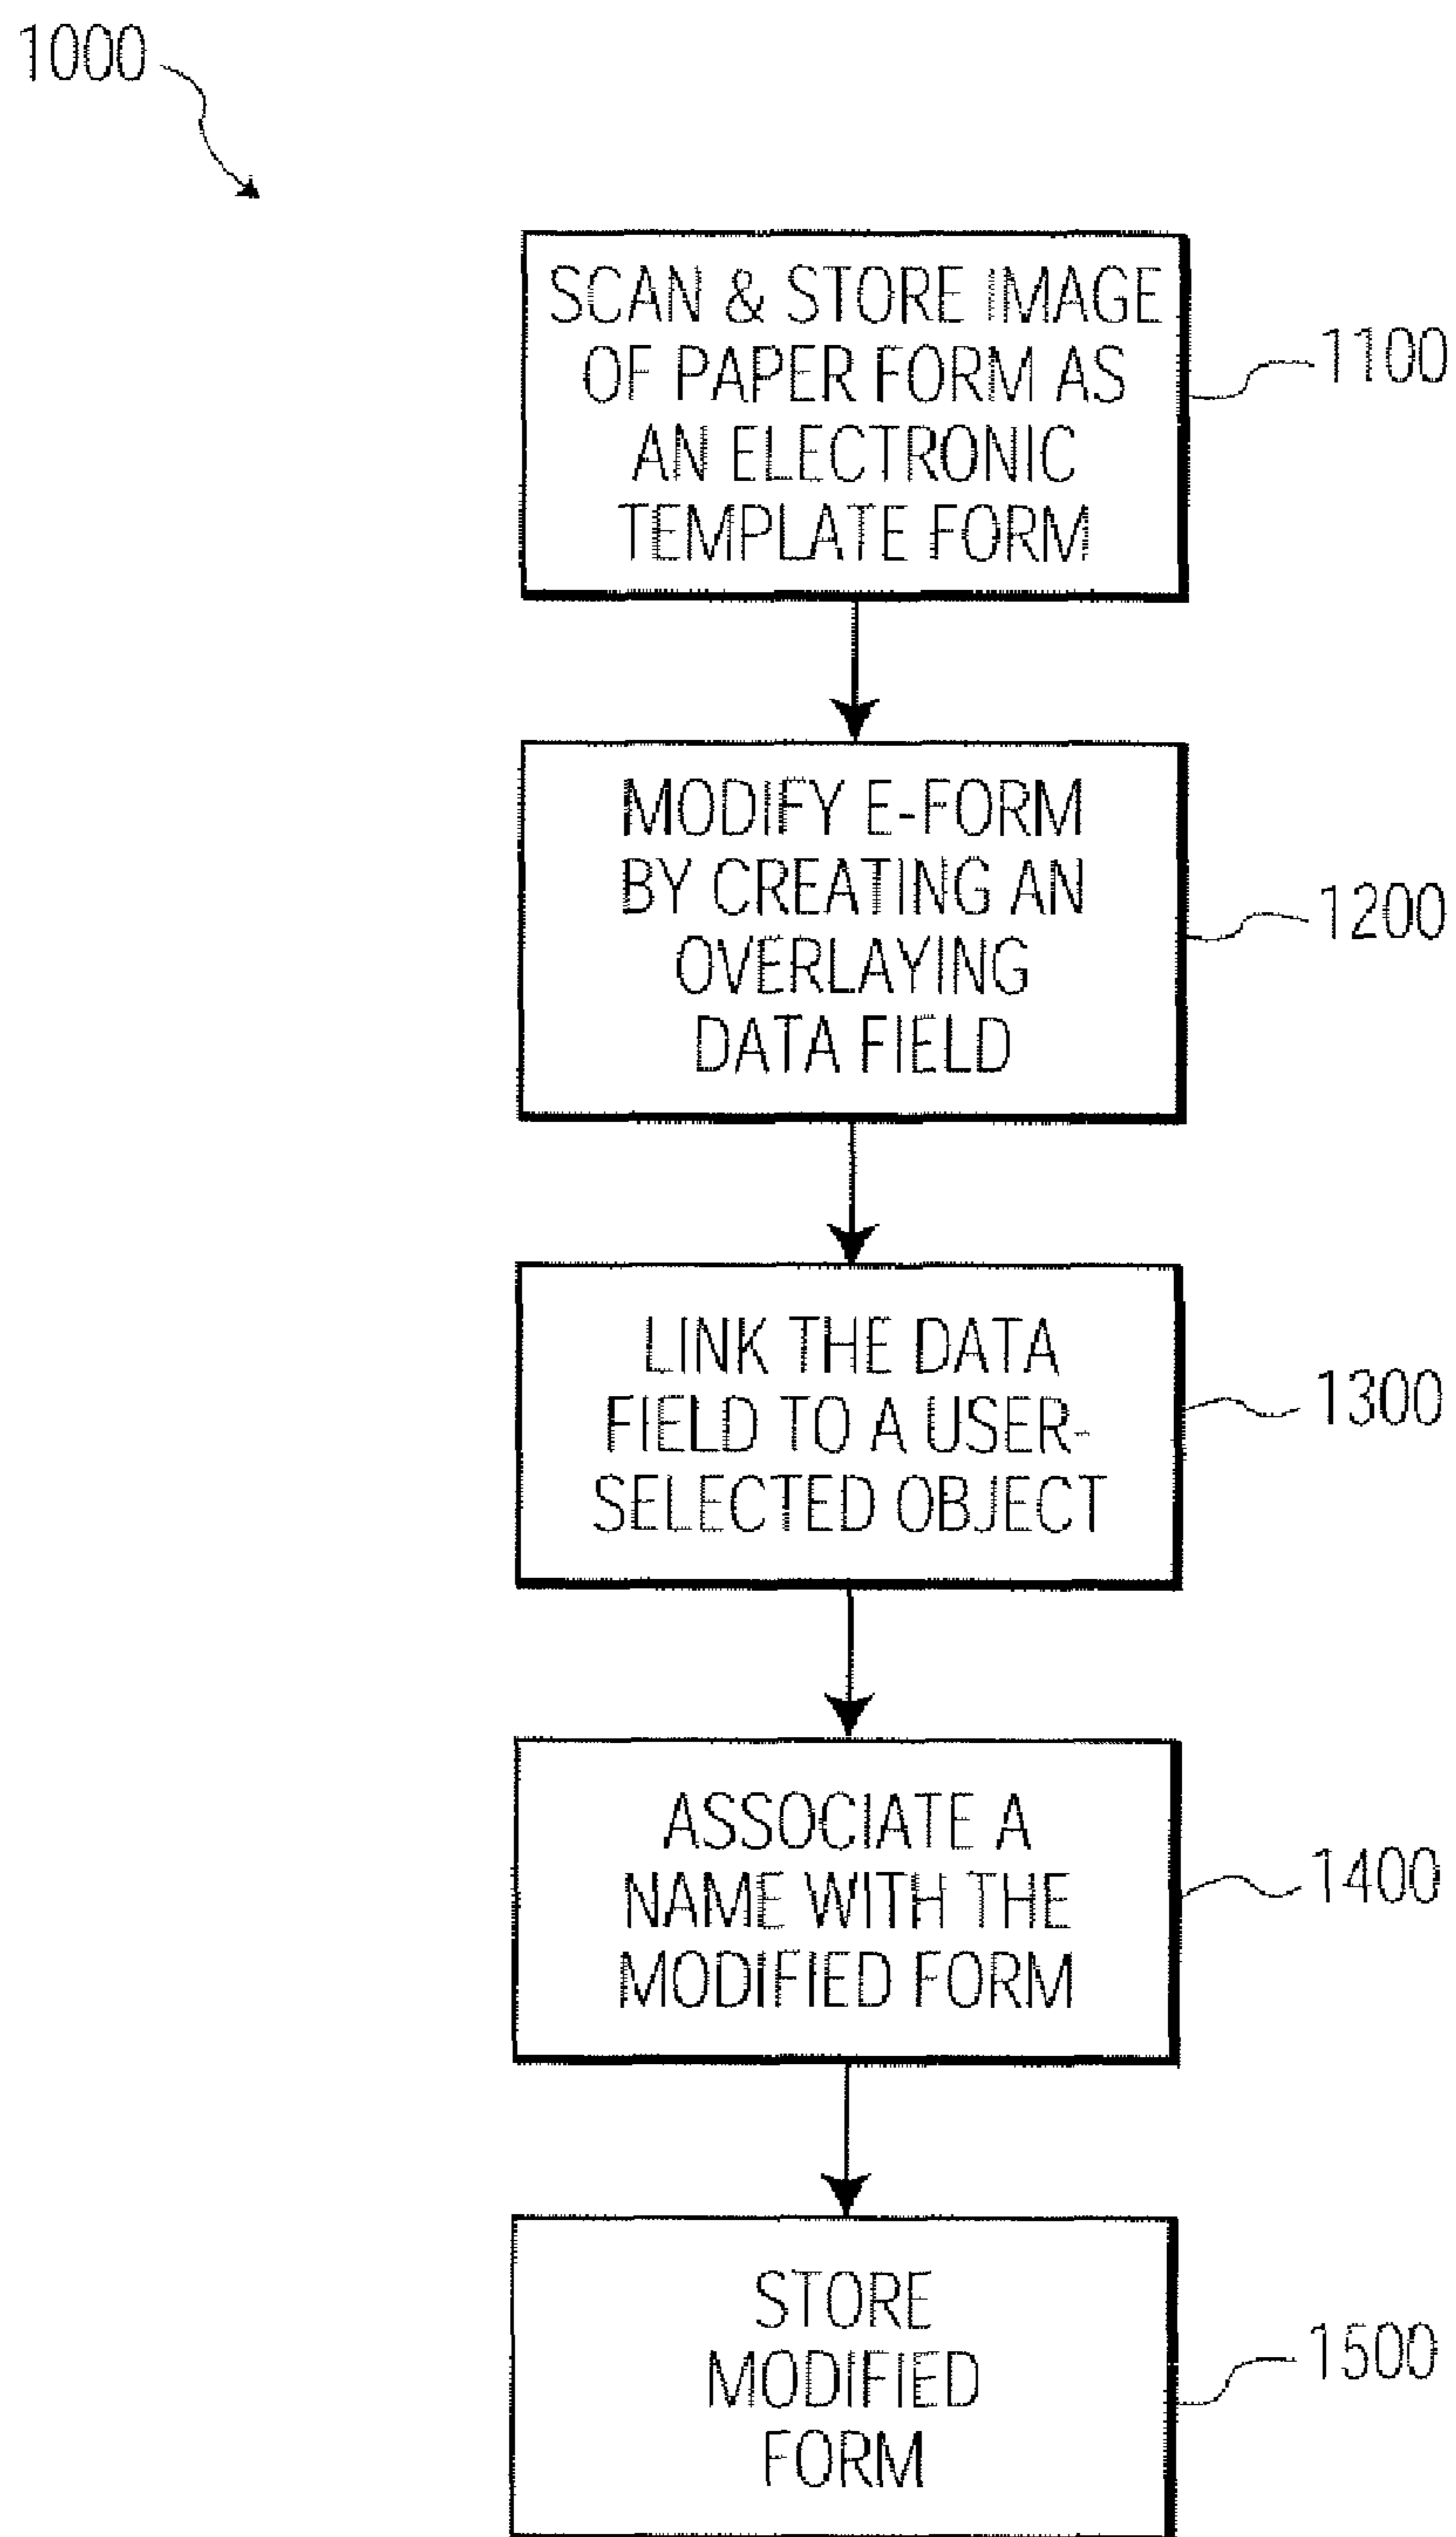 1000
SCAN & STORE IMAGE
OF PAPER FORM AS
AN ELECTRONIC
TEMPLATE FORM
1100
MODIFY E-FORM
BY CREATING AN
OVERLAYING
DATA FIELD
1200
LINK THE DATA
FIELD TO A USER-
SELECTED OBJECT
1300
ASSOCIATE A
NAME WITH THE
MODIFIED FORM
1400
STORE
MODIFIED
FORM
1500